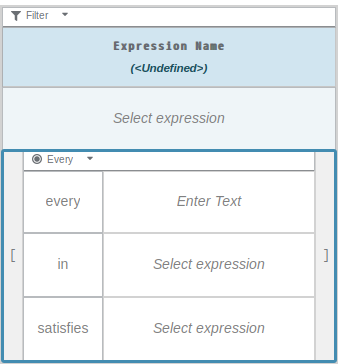 Filter
Expression Name
(<Undefined>)
Select expression
Every
every Enter Text
[ in Select expression ]
satisfies Select expression